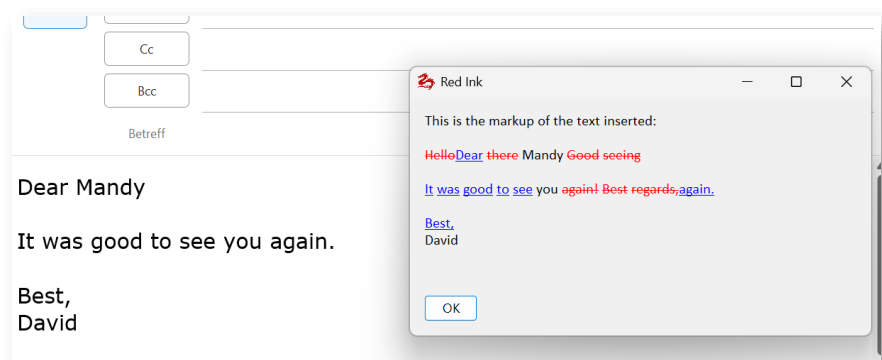 Cc
Bcc
Betreff
Dear Mandy
It was good to see you again.
Best,
David
Red Ink
This is the markup of the text inserted:
HelloDear there Mandy Good seeing
It was good to see you again! Best regards,again.
Best,
David
OK